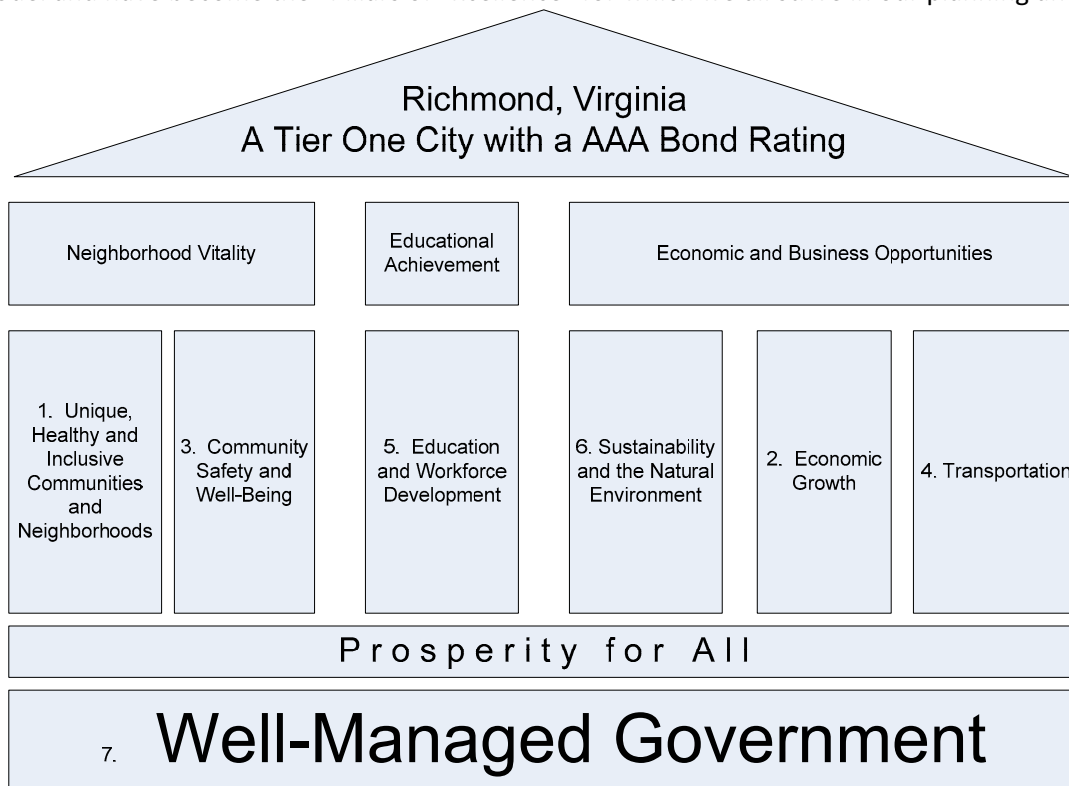 Richmond, Virginia
A Tier One City with a AAA Bond Rating
Neighborhood Vitality
Educational
Achievement
Economic and Business Opportunities
1. Unique,
Healthy and
Inclusive
Communities
and
Neighborhoods
3. Community
Safety and
Well-Being
5. Education
and Workforce
Development
6. Sustainability
and the Natural
Environment
2. Economic
Growth
4. Transportation
Prosperity for All
7. Well-Managed Government